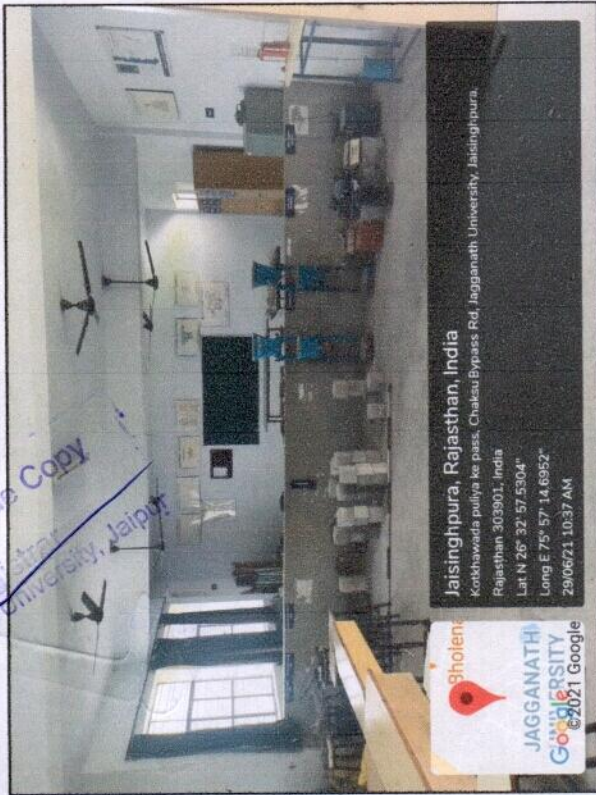 Copy
University, Jaipur
Jaisinghpura, Rajasthan, India
Kotkhawada puliya ke pass, Chaksu Bypass Rd, Jagganath University, Jaisinghpura,
Rajasthan 303901, India
Lat N 26° 32' 57.5304"
Long E 75° 57' 14.6952"
29/06/21 10:37 AM
Bholena
JAGGANATH
UNIVERSITY
Google
©2021 Google